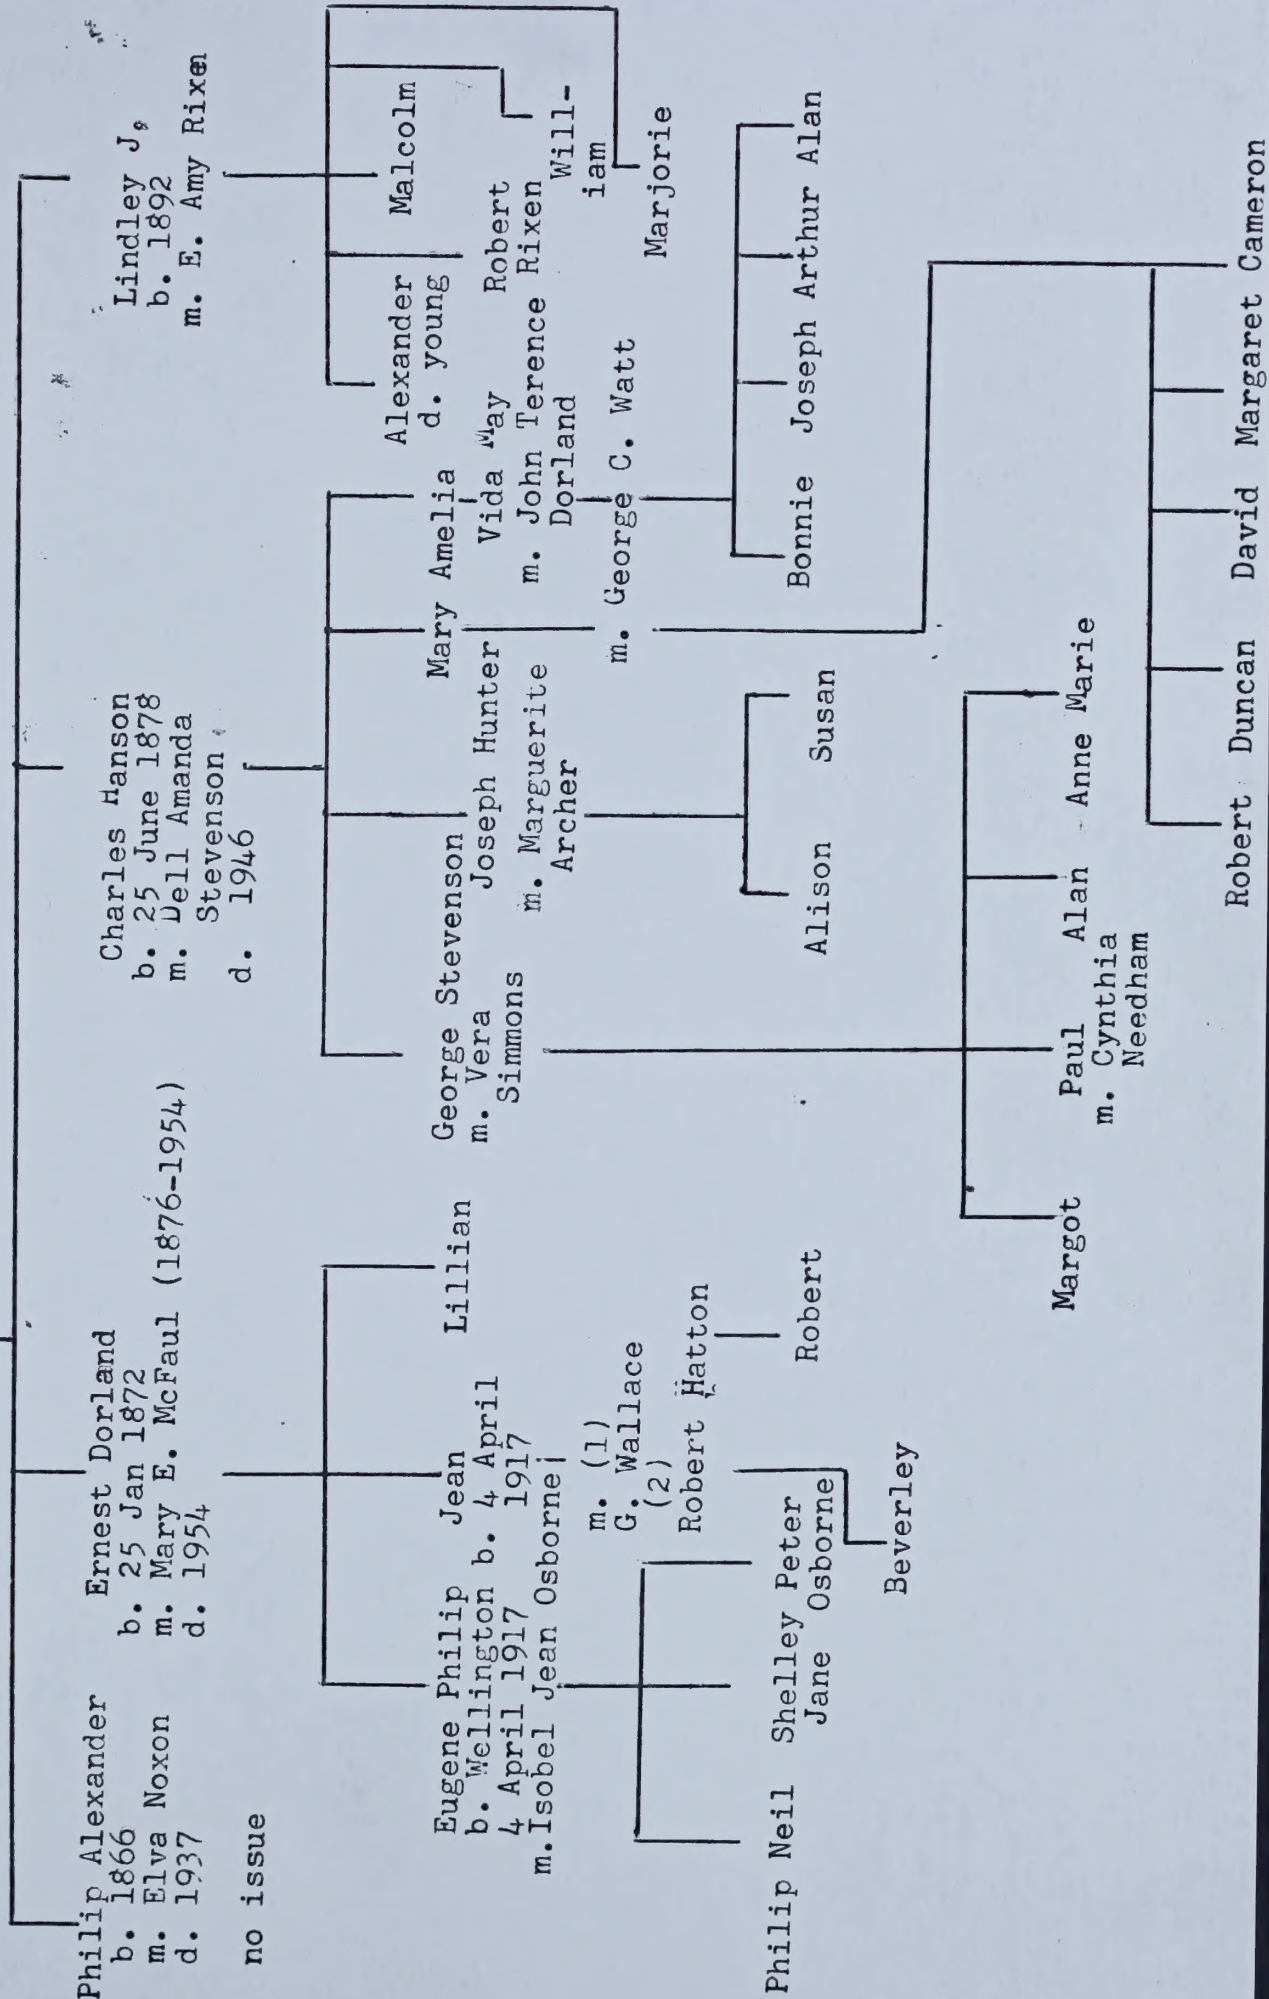 Philip Alexander
b. 1866
m. Elva Noxon
d. 1937
no issue
Ernest Dorland
b. 25 Jan 1872
m. Mary E. McFaul (1876-1954)
d. 1954
Charles Hanson
b. 25 June 1878
m. Dell Amanda
Stevenson
d. 1946
Lindley J.
b. 1892
m. E. Amy Rixen
Eugene Philip
b. Wellington
4 April 1917
m. Isobel Jean Osborne
Jean
b. 4 April
1917
m. (1)
G. Wallace
(2)
Robert Hatton
Lillian
George Stevenson
m. Vera
Simmons
Joseph Hunter
m. Marguerite
Archer
Mary Amelia
m. George C. Watt
Vida May
m. John Terence Rixen
Dorland
Alexander
d. young
Robert
Malcolm
Will-
iam
Marjorie
Philip Neil
Shelley
Jane
Peter
Osborne
Beverley
Robert
Alison
Susan
Bonnie
Joseph
Arthur
Alan
Margot
Paul
m. Cynthia
Needham
Alan
Anne Marie
Robert
Duncan
David
Margaret
Cameron